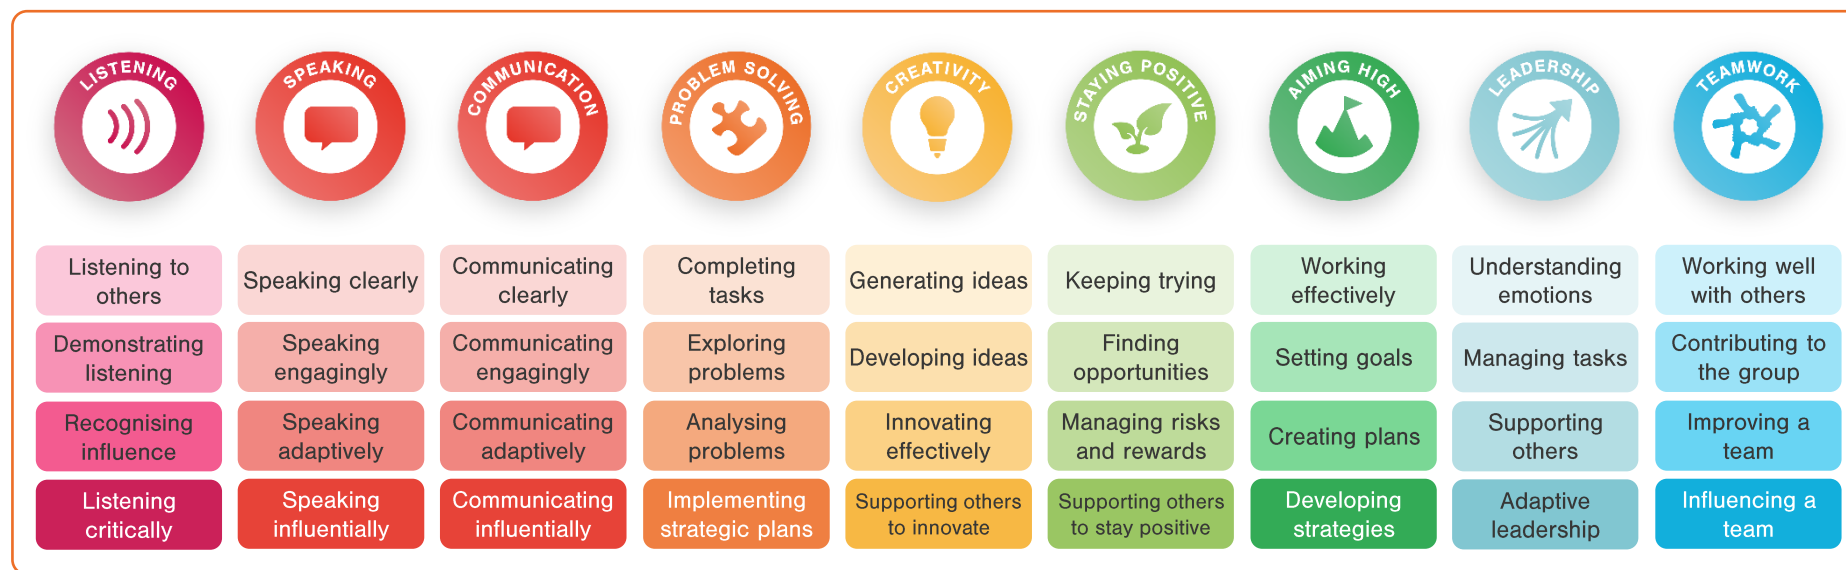 LISTENING
SPEAKING
COMMUNICATION
PROBLEM SOLVING
CREATIVITY
STAYING POSITIVE
AIMING HIGH
LEADERSHIP
TEAMWORK
Listening to
others
Speaking clearly
Communicating
clearly
Completing
tasks
Generating ideas
Keeping trying
Working
effectively
Understanding
emotions
Working well
with others
Demonstrating
listening
Speaking
engagingly
Communicating
engagingly
Exploring
problems
Developing ideas
Finding
opportunities
Setting goals
Managing tasks
Contributing to
the group
Recognising
influence
Speaking
adaptively
Communicating
adaptively
Analysing
problems
Innovating
effectively
Managing risks
and rewards
Creating plans
Supporting
others
Improving a
team
Listening
critically
Speaking
influentially
Communicating
influentially
Implementing
strategic plans
Supporting others
to innovate
Supporting others
to stay positive
Developing
strategies
Adaptive
leadership
Influencing a
team